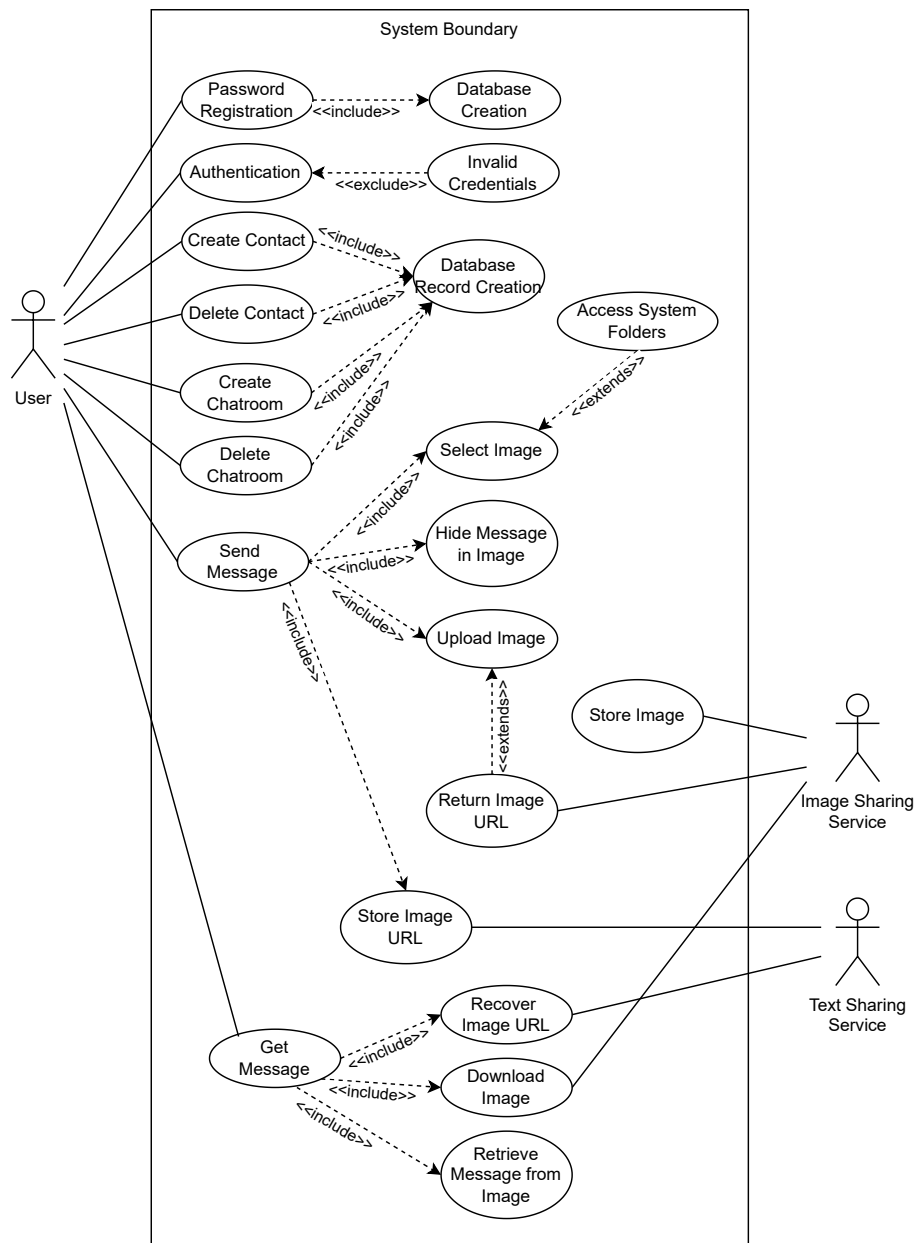 System Boundary
Password
Registration
<<include>>
Database
Creation
Authentication
<<exclude>>
Invalid
Credentials
Create Contact
<<include>>
Database
Record Creation
Delete Contact
<<include>>
Access System
Folders
User
Create
Chatroom
<<include>>
<<extends>>
Delete
Chatroom
<<include>>
Select Image
<<include>>
Send
Message
<<include>>
Hide Message
in Image
<<include>>
<<include>>
Upload Image
<<extends>>
Store Image
Return Image
URL
Image Sharing
Service
Store Image
URL
Text Sharing
Service
Get
Message
<<include>>
Recover
Image URL
<<include>>
Download
Image
<<include>>
Retrieve
Message from
Image